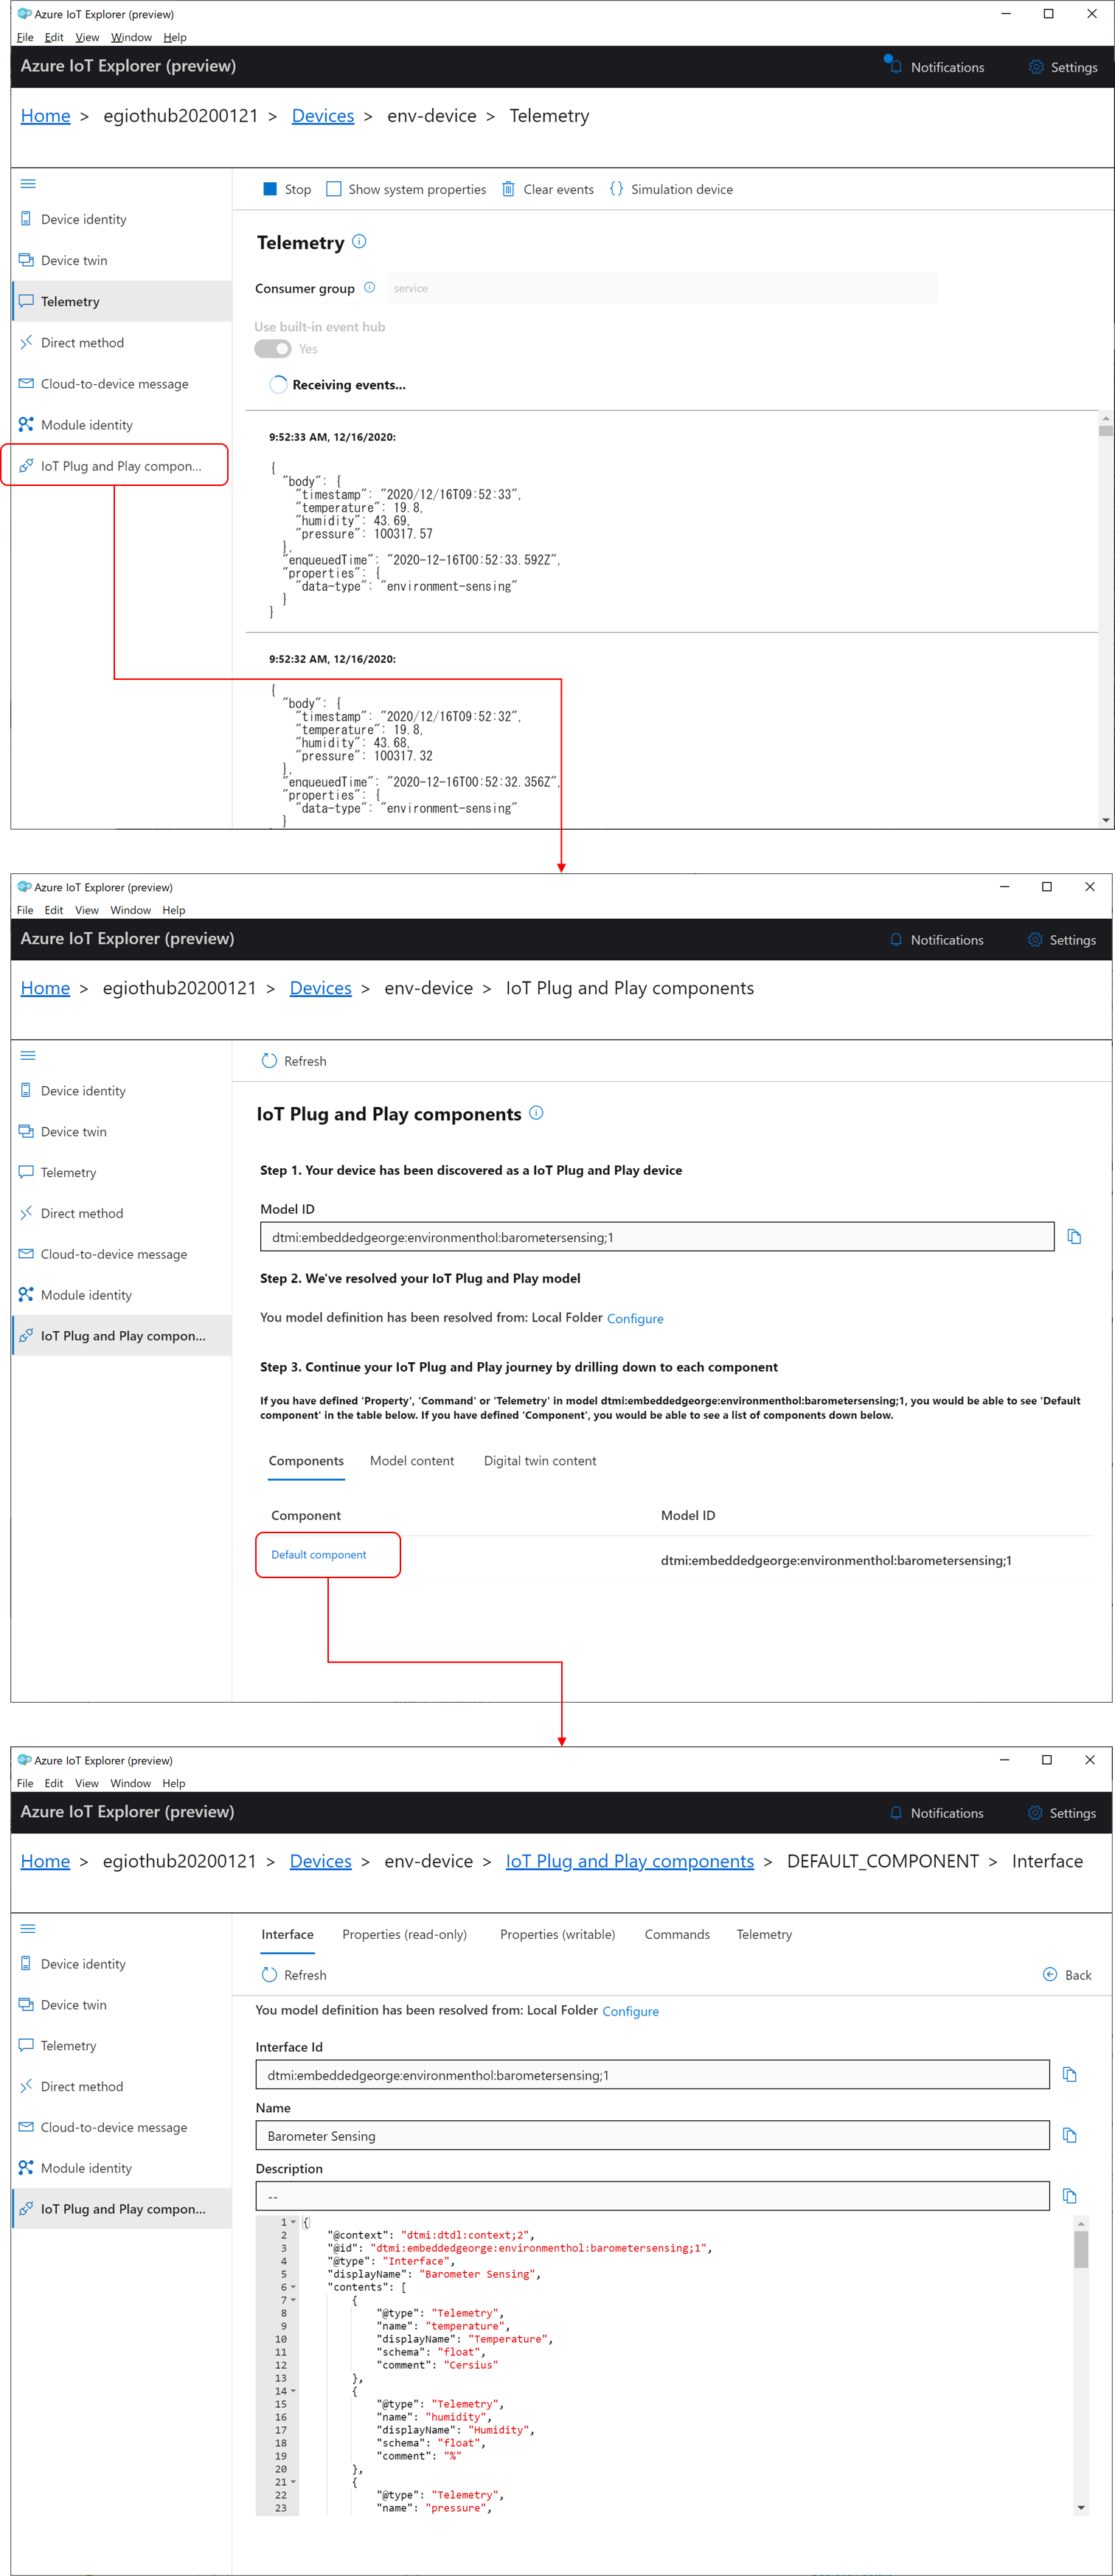 Azure IoT Explorer (preview)
File Edit View Window Help
Azure IoT Explorer (preview) Notifications Settings
Home > egiothub20200121 > Devices > env-device > Telemetry
Stop Show system properties Clear events {} Simulation device
Device identity
Device twin
Telemetry
Direct method
Cloud-to-device message
Module identity
IoT Plug and Play compon...
Telemetry
Consumer group service
Use built-in event hub
Yes
Receiving events...
9:52:33 AM, 12/16/2020:
{
"body": {
"timestamp": "2020/12/16T09:52:33",
"temperature": 19.8,
"humidity": 43.69,
"pressure": 100317.57
},
"enqueuedTime": "2020-12-16T00:52:33.592Z",
"properties": {
"data-type": "environment-sensing"
}
}
9:52:32 AM, 12/16/2020:
{
"body": {
"timestamp": "2020/12/16T09:52:32",
"temperature": 19.8,
"humidity": 43.68,
"pressure": 100317.32
},
"enqueuedTime": "2020-12-16T00:52:32.356Z",
"properties": {
"data-type": "environment-sensing"
}
Azure IoT Explorer (preview)
File Edit View Window Help
Azure IoT Explorer (preview) Notifications Settings
Home > egiothub20200121 > Devices > env-device > IoT Plug and Play components
Refresh
Device identity
Device twin
Telemetry
Direct method
Cloud-to-device message
Module identity
IoT Plug and Play compon...
IoT Plug and Play components
Step 1. Your device has been discovered as a IoT Plug and Play device
Model ID
dtmi:embeddedgeorge:environmenthol:barometersensing;1
Step 2. We've resolved your IoT Plug and Play model
You model definition has been resolved from: Local Folder Configure
Step 3. Continue your IoT Plug and Play journey by drilling down to each component
If you have defined 'Property', 'Command' or 'Telemetry' in model dtmi:embeddedgeorge:environmenthol:barometersensing;1, you would be able to see 'Default
component' in the table below. If you have defined 'Component', you would be able to see a list of components down below.
Components Model content Digital twin content
Component Model ID
Default component dtmi:embeddedgeorge:environmenthol:barometersensing;1
Azure IoT Explorer (preview)
File Edit View Window Help
Azure IoT Explorer (preview) Notifications Settings
Home > egiothub20200121 > Devices > env-device > IoT Plug and Play components > DEFAULT_COMPONENT > Interface
Device identity
Device twin
Telemetry
Direct method
Cloud-to-device message
Module identity
IoT Plug and Play compon...
Interface Properties (read-only) Properties (writable) Commands Telemetry
Refresh Back
You model definition has been resolved from: Local Folder Configure
Interface Id
dtmi:embeddedgeorge:environmenthol:barometersensing;1
Name
Barometer Sensing
Description
--
1 {
2 "@context": "dtmi:dtdl:context;2",
3 "@id": "dtmi:embeddedgeorge:environmenthol:barometersensing;1",
4 "@type": "Interface",
5 "displayName": "Barometer Sensing",
6 "contents": [
7 {
8 "@type": "Telemetry",
9 "name": "temperature",
10 "displayName": "Temperature",
11 "schema": "float",
12 "comment": "Cersius"
13 },
14 {
15 "@type": "Telemetry",
16 "name": "humidity",
17 "displayName": "Humidity",
18 "schema": "float",
19 "comment": "%"
20 },
21 {
22 "@type": "Telemetry",
23 "name": "pressure",